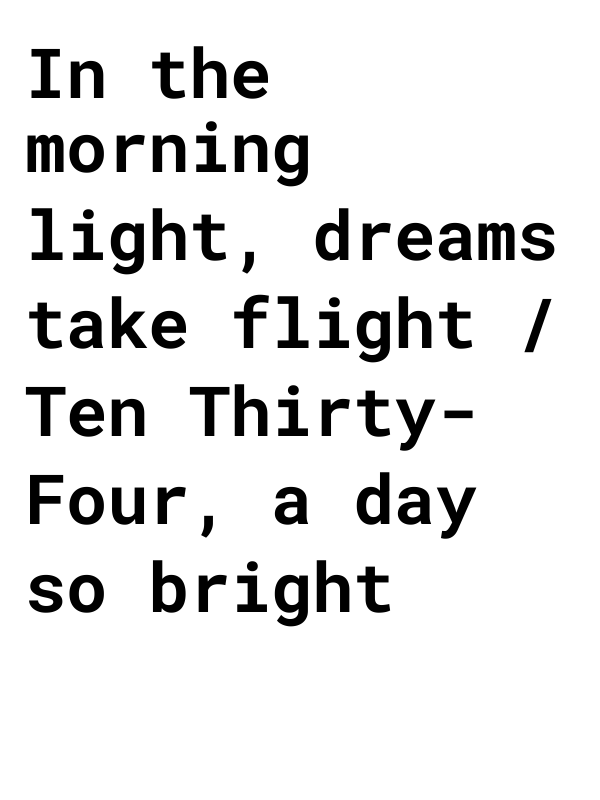 In the
morning
light, dreams
take flight /
Ten Thirty-
Four, a day
so bright